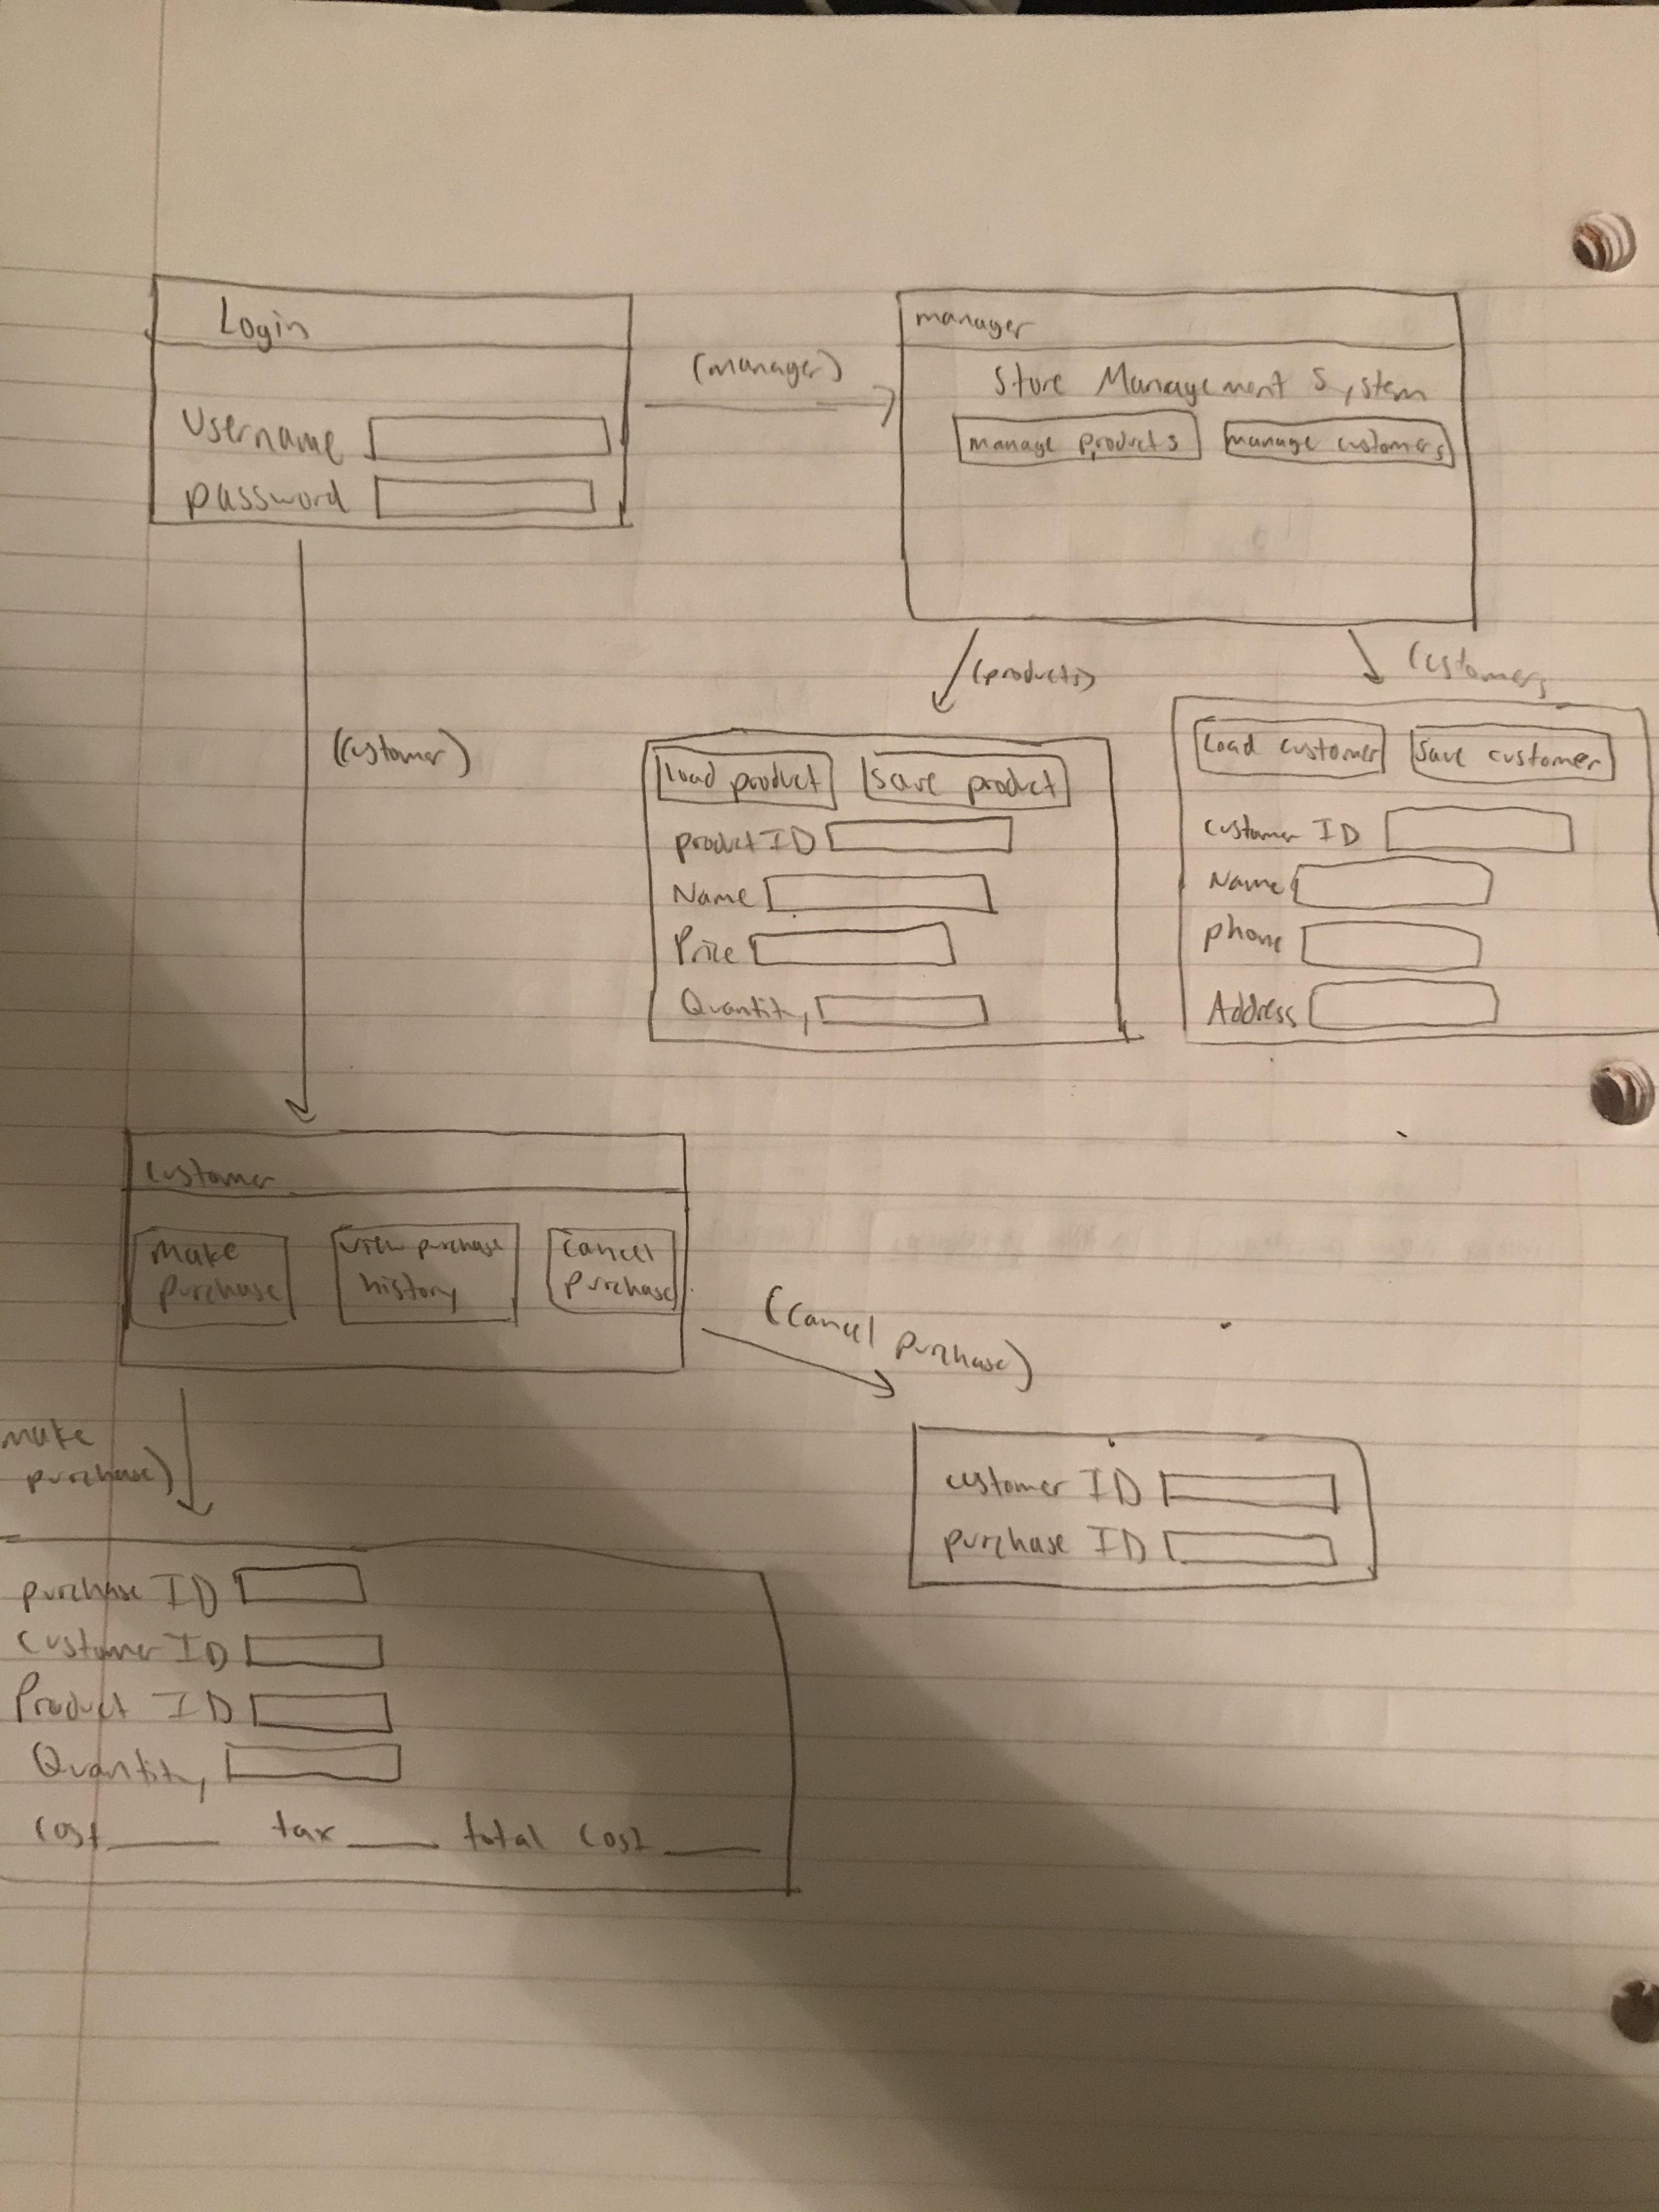 Login
Username
password
(manager)
manager
Store Management System
manage products
manage customers
(products)
(customers
Load product
save product
product ID
Name
Price
Quantity
Load customer
Save customer
customer ID
Name
phone
Address
(customer)
customer
Make
purchase
view purchase
history
cancel
purchase
(cancel
purchase)
customer ID
purchase ID
make
purchase)
purchase ID
Customer ID
Product ID
Quantity
cost tax total cost